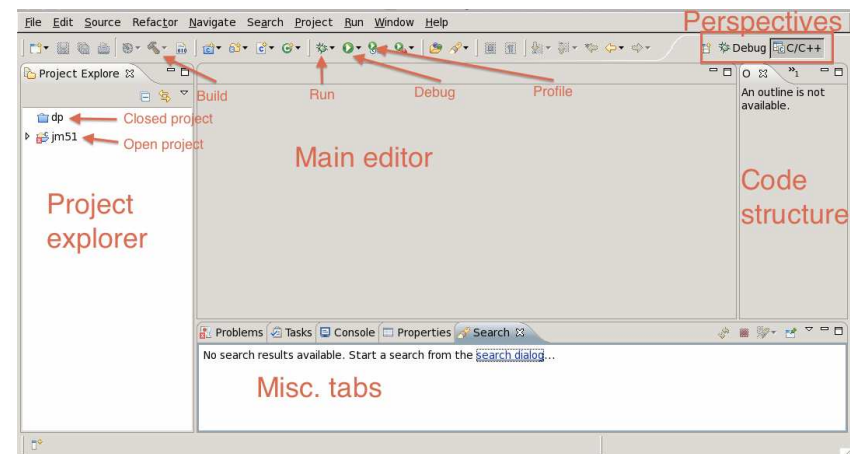 File Edit Source Refactor Navigate Search Project Run Window Help
Perspectives
Debug C/C++
Project Explore
O »1
Build Run Debug Profile
An outline is not
available.
dp Closed project
jm51 Open project
Main editor
Project
explorer
Code
structure
Problems Tasks Console Properties Search
No search results available. Start a search from the search dialog...
Misc. tabs